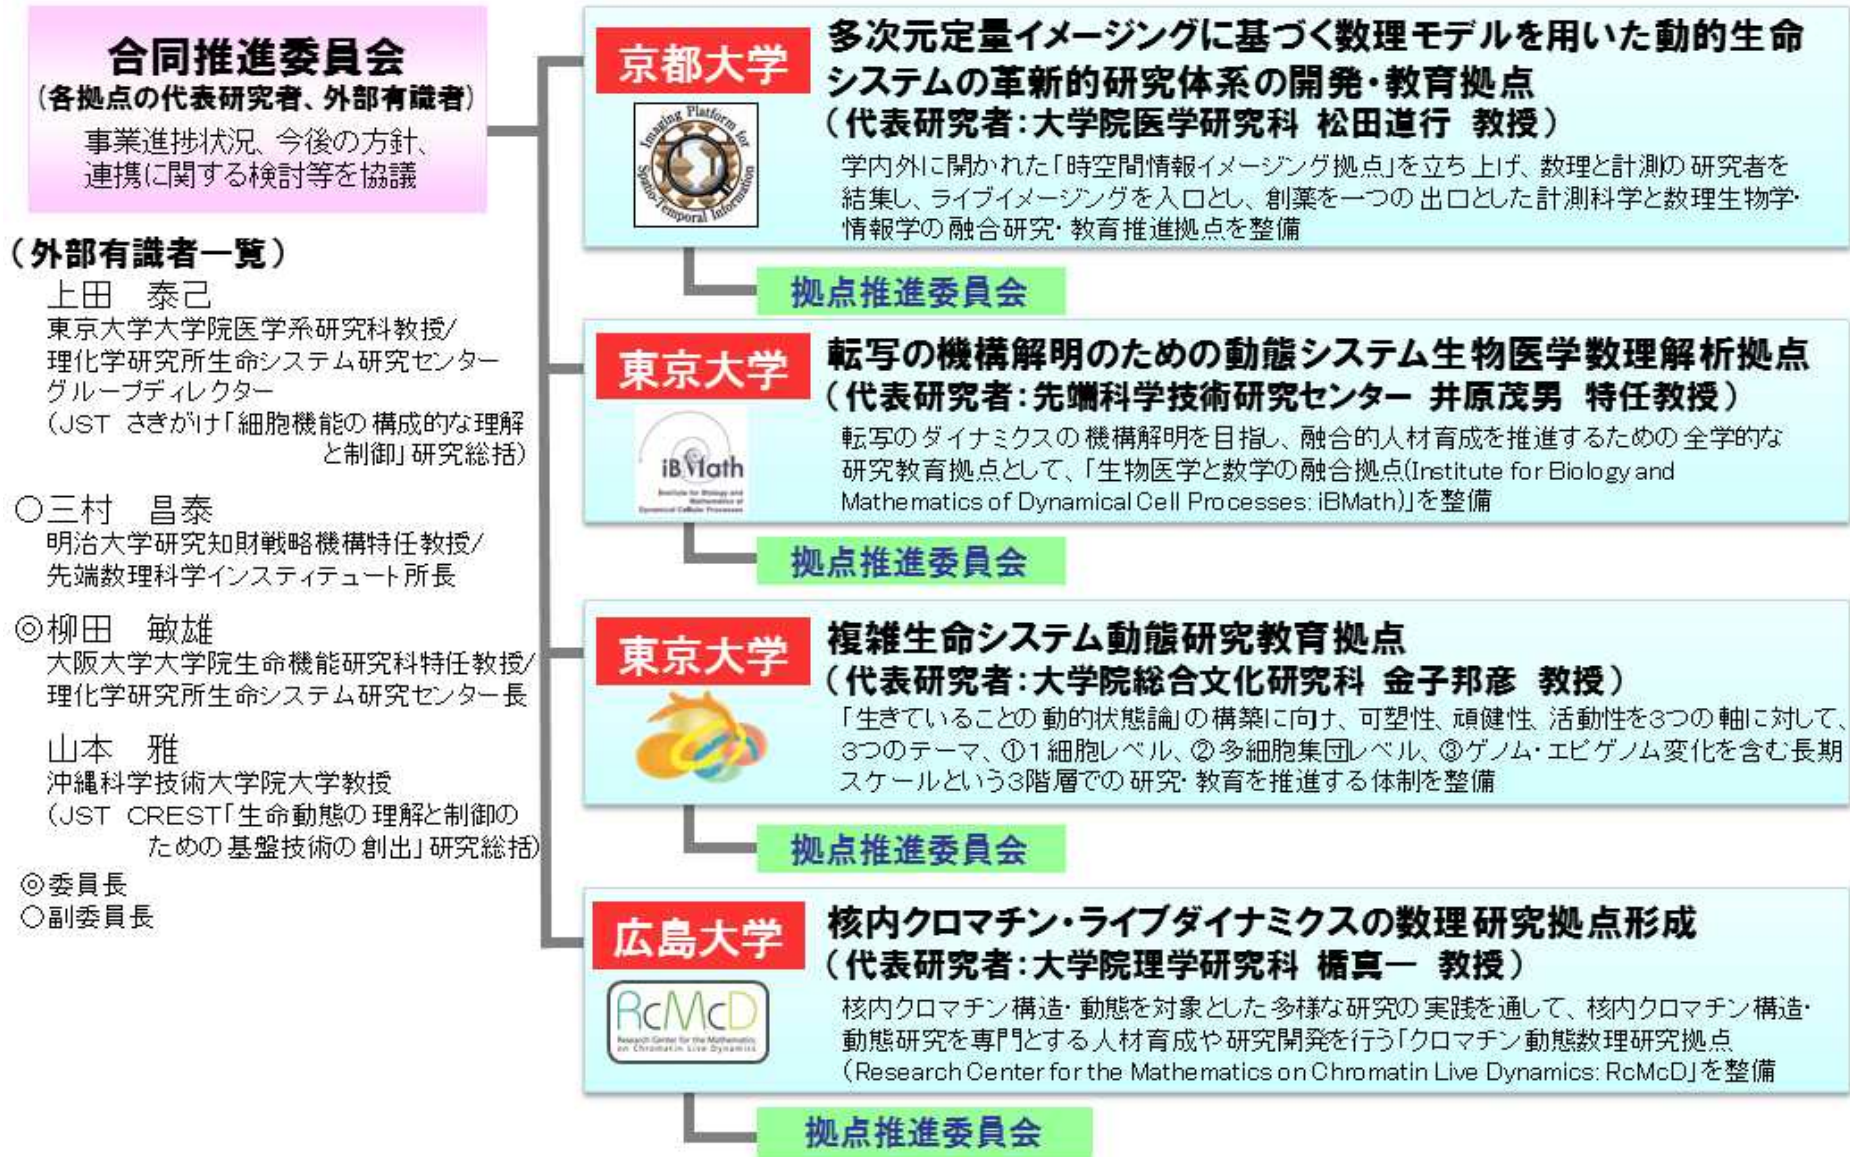 合同推進委員会
(各拠点の代表研究者、外部有識者)
事業進捗状況、今後の方針、
連携に関する検討等を協議
(外部有識者一覧)
上田　泰己
東京大学大学院医学系研究科教授/
理化学研究所生命システム研究センター
グループディレクター
(JST さきがけ「細胞機能の構成的な理解
と制御」研究総括)
○三村　昌泰
明治大学研究知財戦略機構特任教授/
先端数理科学インスティテュート所長
◎柳田　敏雄
大阪大学大学院生命機能研究科特任教授/
理化学研究所生命システム研究センター長
山本　雅
沖縄科学技術大学院大学教授
(JST CREST「生命動態の理解と制御の
ための基盤技術の創出」研究総括)
◎委員長
○副委員長
京都大学
Imaging Platform for
Spatio-Temporal Information
多次元定量イメージングに基づく数理モデルを用いた動的生命
システムの革新的研究体系の開発・教育拠点
(代表研究者:大学院医学研究科 松田道行 教授)
学内外に開かれた「時空間情報イメージング拠点」を立ち上げ、数理と計測の研究者を
結集し、ライブイメージングを入口とし、創薬を一つの出口とした計測科学と数理生物学・
情報学の融合研究・教育推進拠点を整備
拠点推進委員会
東京大学
iBMath
Institute for Biology and
Mathematics of
Dynamical Cellular Processes
転写の機構解明のための動態システム生物医学数理解析拠点
(代表研究者:先端科学技術研究センター 井原茂男 特任教授)
転写のダイナミクスの機構解明を目指し、融合的人材育成を推進するための全学的な
研究教育拠点として、「生物医学と数学の融合拠点(Institute for Biology and
Mathematics of Dynamical Cell Processes: iBMath)」を整備
拠点推進委員会
東京大学
複雑生命システム動態研究教育拠点
(代表研究者:大学院総合文化研究科 金子邦彦 教授)
「生きていることの動的状態論」の構築に向け、可塑性、頑健性、活動性を3つの軸に対して、
3つのテーマ、①1細胞レベル、②多細胞集団レベル、③ゲノム・エピゲノム変化を含む長期
スケールという3階層での研究・教育を推進する体制を整備
拠点推進委員会
広島大学
RcMcD
Research Center for the Mathematics
on Chromatin Live Dynamics
核内クロマチン・ライブダイナミクスの数理研究拠点形成
(代表研究者:大学院理学研究科 楯真一 教授)
核内クロマチン構造・動態を対象とした多様な研究の実践を通して、核内クロマチン構造・
動態研究を専門とする人材育成や研究開発を行う「クロマチン動態数理研究拠点
(Research Center for the Mathematics on Chromatin Live Dynamics: RcMcD」を整備
拠点推進委員会